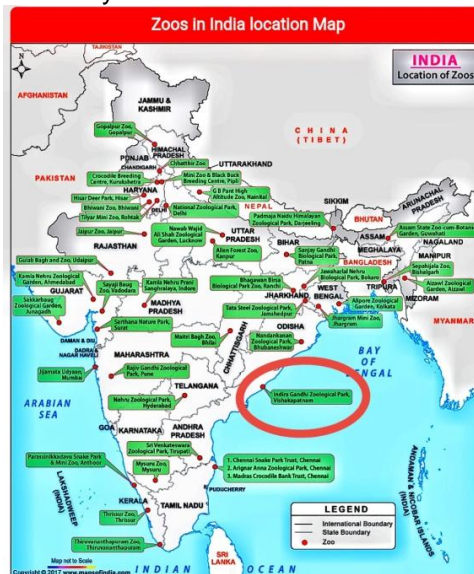 Zoos in India location Map
INDIA
Location of Zoos
TAJIKISTAN
AFGHANISTAN
JAMMU &
KASHMIR
CHINA
(TIBET)
Gopalpur Zoo,
Gopalpur
HIMACHAL
PRADESH
PUNJAB
CHANDIGARH
Chhattbir Zoo
UTTARAKHAND
PAKISTAN
Crocodile Breeding
Centre, Kurukshetra
Mini Zoo & Black Buck
Breeding Centre, Pipli
HARYANA
Hisar Deer Park, Hisar
G B Pant High
Altitude Zoo, Nainital
Bhiwani Zoo, Bhiwani
DELHI
National Zoological Park,
Delhi
NEPAL
Tilyar Mini Zoo, Rohtak
SIKKIM
ARUNACHAL
PRADESH
Padmaja Naidu Himalayan
Zoological Park, Darjeeling
BHUTAN
Jaipur Zoo, Jaipur
Nawab Wajid
Ali Shah Zoological
Garden, Lucknow
UTTAR
PRADESH
ASSAM
Assam State Zoo-cum-Botanical
Garden, Guwahati
RAJASTHAN
Allen Forest Zoo,
Kanpur
BIHAR
Sanjay Gandhi
Biological Park,
Patna
MEGHALAYA
NAGALAND
MANIPUR
BANGLADESH
Gulab Bagh and Zoo, Udaipur
Kamla Nehru Zoological
Garden, Ahmedabad
Sayaji Baug
Zoo, Vadodara
Kamla Nehru Prani
Sanghralaya, Indore
Bhagwan Birsa
Biological Park Zoo, Ranchi
Jawaharlal Nehru
Biological Park, Bokaro
Sepahijala Zoo,
Bishalgarh
TRIPURA
Aizawl Zoological
Garden, Aizawl
MIZORAM
GUJARAT
JHARKHAND
WEST
BENGAL
Sakkarbaug
Zoological Garden,
Junagadh
MADHYA
PRADESH
Tata Steel Zoological Park,
Jamshedpur
Alipore Zoological
Garden, Kolkata
MYANMAR
Sarthana Nature Park,
Surat
Jhargram Mini Zoo,
Jhargram
DAMAN & DIU
DADRA &
NAGAR HAVELI
Maitri Bagh Zoo,
Bhilai
CHHATTISGARH
ODISHA
Nandankanan
Zoological Park,
Bhubaneshwar
MAHARASHTRA
Jijamata Udyaan,
Mumbai
Rajiv Gandhi Zoological
Park, Pune
BAY
OF
BENGAL
ARABIAN
SEA
TELANGANA
Nehru Zoological Park,
Hyderabad
Indira Gandhi Zoological Park,
Vishakapatnam
GOA
KARNATAKA
ANDHRA
PRADESH
Sri Venkateswara
Zoological Park, Tirupati
Parassinikkadavu Snake Park
& Mini Zoo, Anthoor
Mysuru Zoo,
Mysuru
1. Chennai Snake Park Trust, Chennai
2. Arignar Anna Zoological Park, Chennai
3. Madras Crocodile Bank Trust, Chennai
PUDUCHERRY
LAKSHADWEEP
(INDIA)
ANDAMAN & NICOBAR ISLANDS
(INDIA)
KERALA
TAMIL NADU
Thrissur Zoo,
Thrissur
LEGEND
International Boundary
State Boundary
Zoo
Thiruvananthapuram Zoo,
Thiruvananthapuram
SRI
LANKA
Map not to Scale
Copyright © 2017 www.mapsofindia.com
INDIAN OCEAN